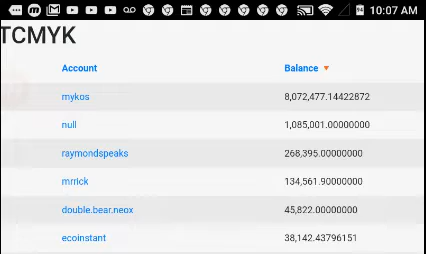 94 10:07 AM
TCMYK
Account Balance
mykos 8,072,477.14422872
null 1,085,001.00000000
raymondspeaks 268,395.00000000
mrrick 134,561.90000000
double.bear.neox 45,822.00000000
ecoinstant 38,142.43796151